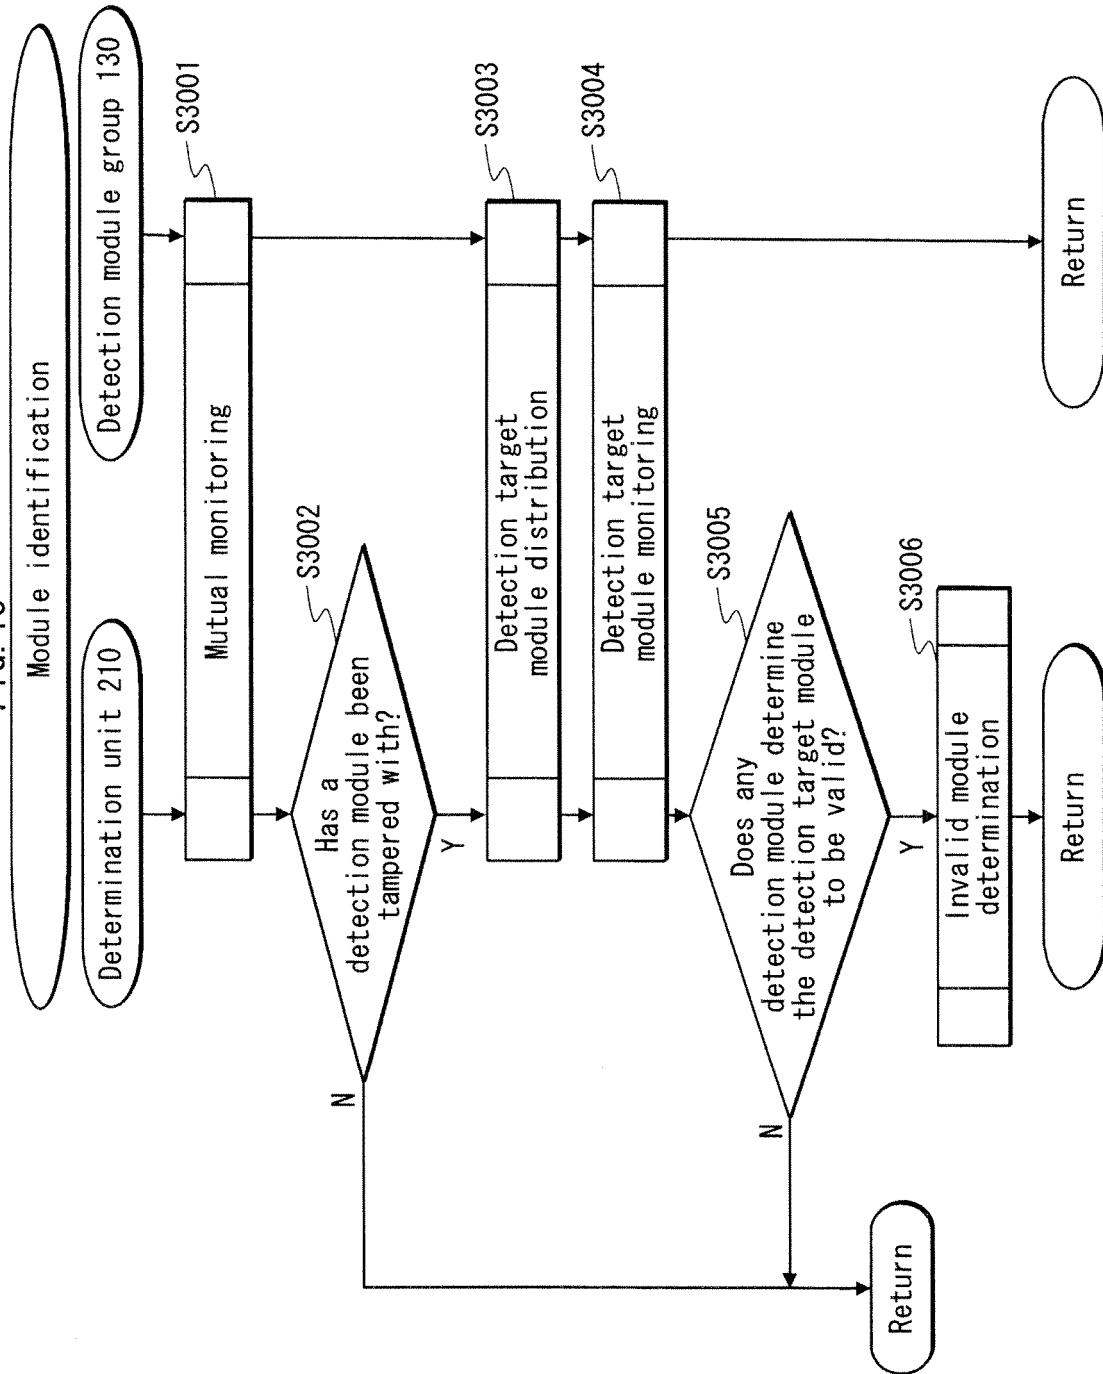 Module identification
Determination unit 210
Detection module group 130
Mutual monitoring
S3001
Has a
detection module been
tampered with?
S3002
N
Y
Detection target
module distribution
S3003
Detection target
module monitoring
S3004
Does any
detection module determine
the detection target module
to be valid?
S3005
N
Y
Invalid module
determination
S3006
Return
Return
Return